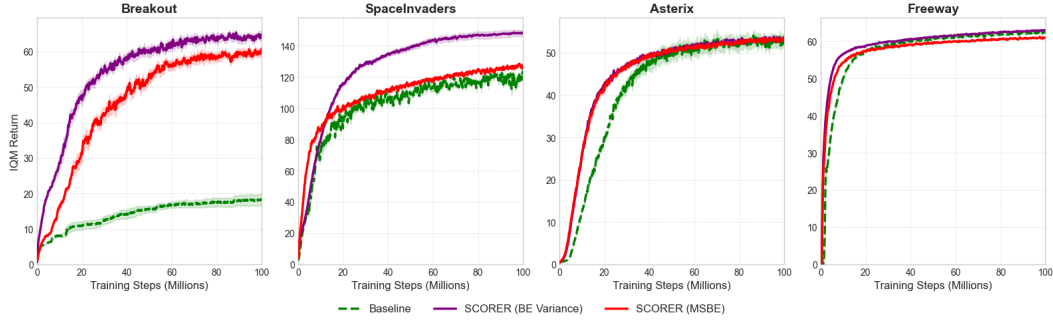 Breakout
SpaceInvaders
Asterix
Freeway
IQM Return
60
50
40
30
20
10
0
140
120
100
80
60
40
20
0
50
40
30
20
10
0
60
50
40
30
20
10
0
0 20 40 60 80 100
0 20 40 60 80 100
0 20 40 60 80 100
0 20 40 60 80 100
Training Steps (Millions)
Training Steps (Millions)
Training Steps (Millions)
Training Steps (Millions)
Baseline
SCORER (BE Variance)
SCORER (MSBE)